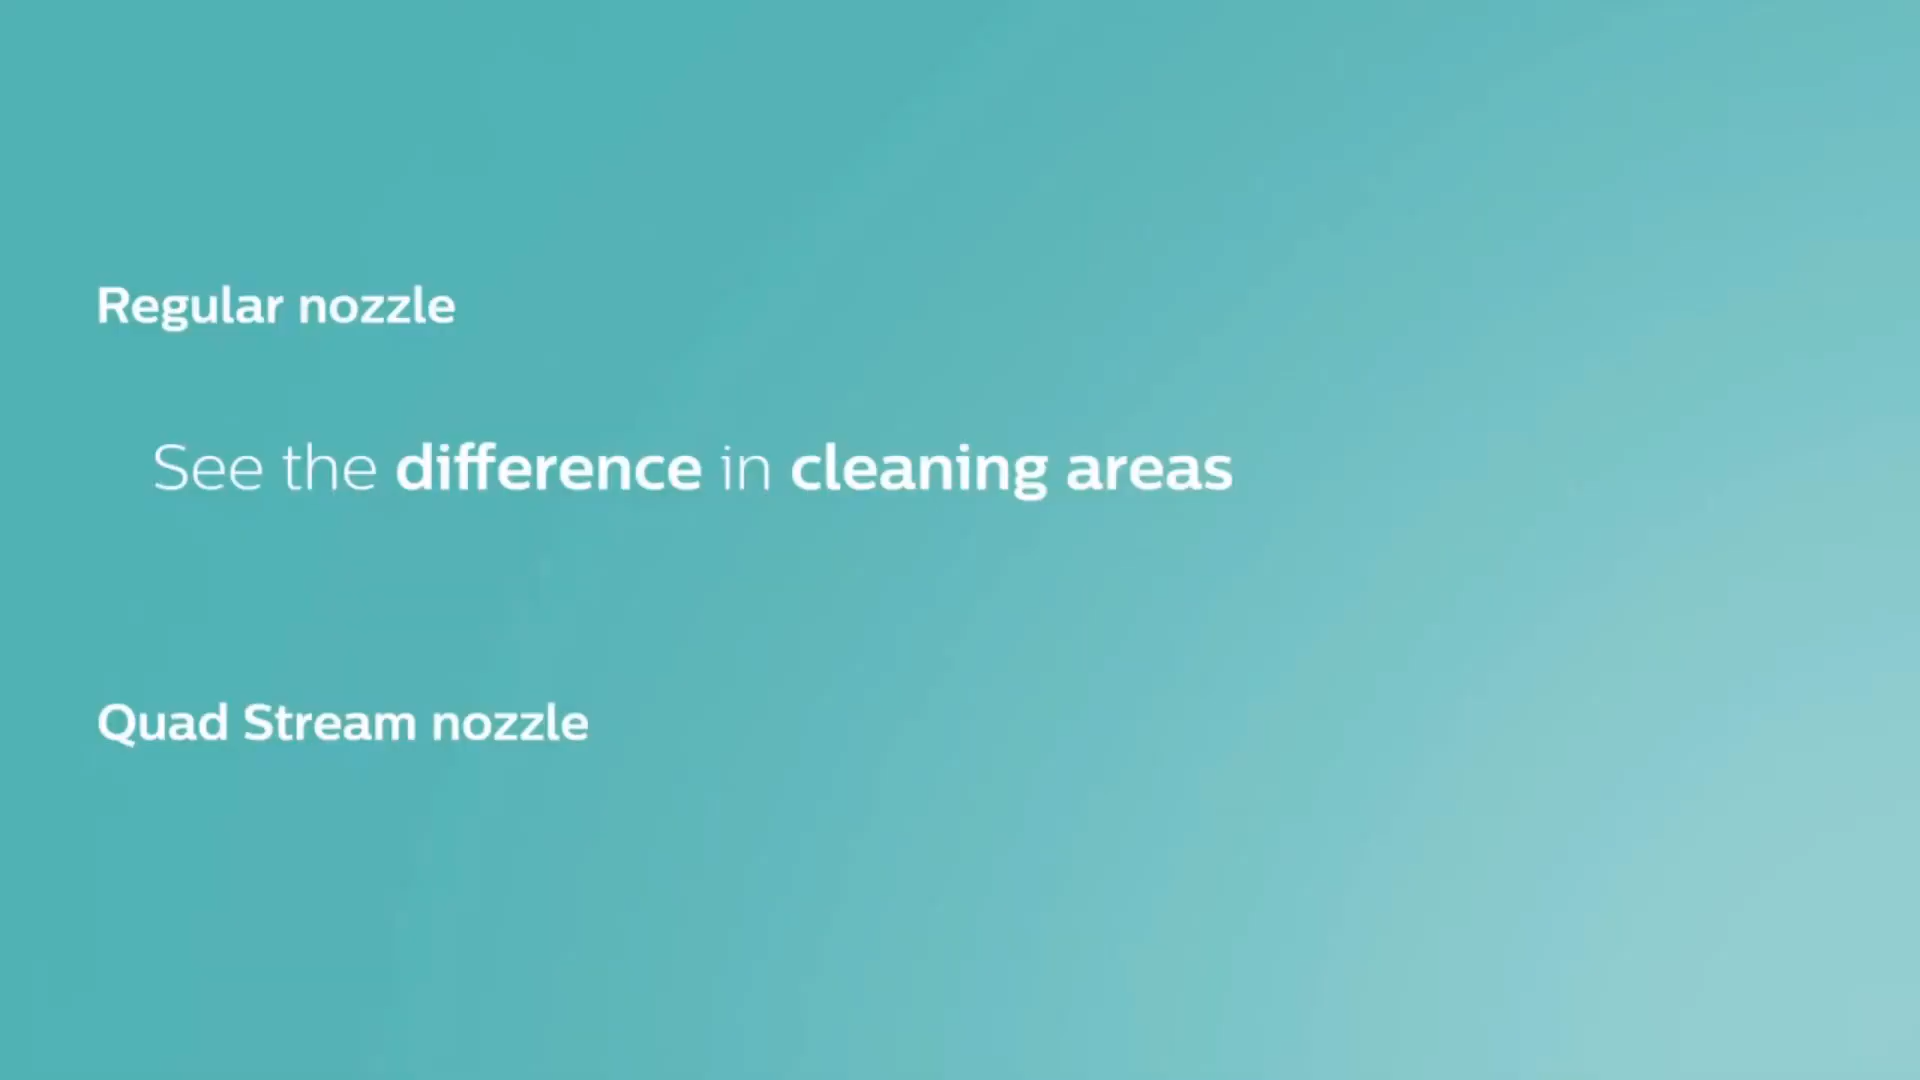 Regular nozzle
See the difference in cleaning areas
Quad Stream nozzle